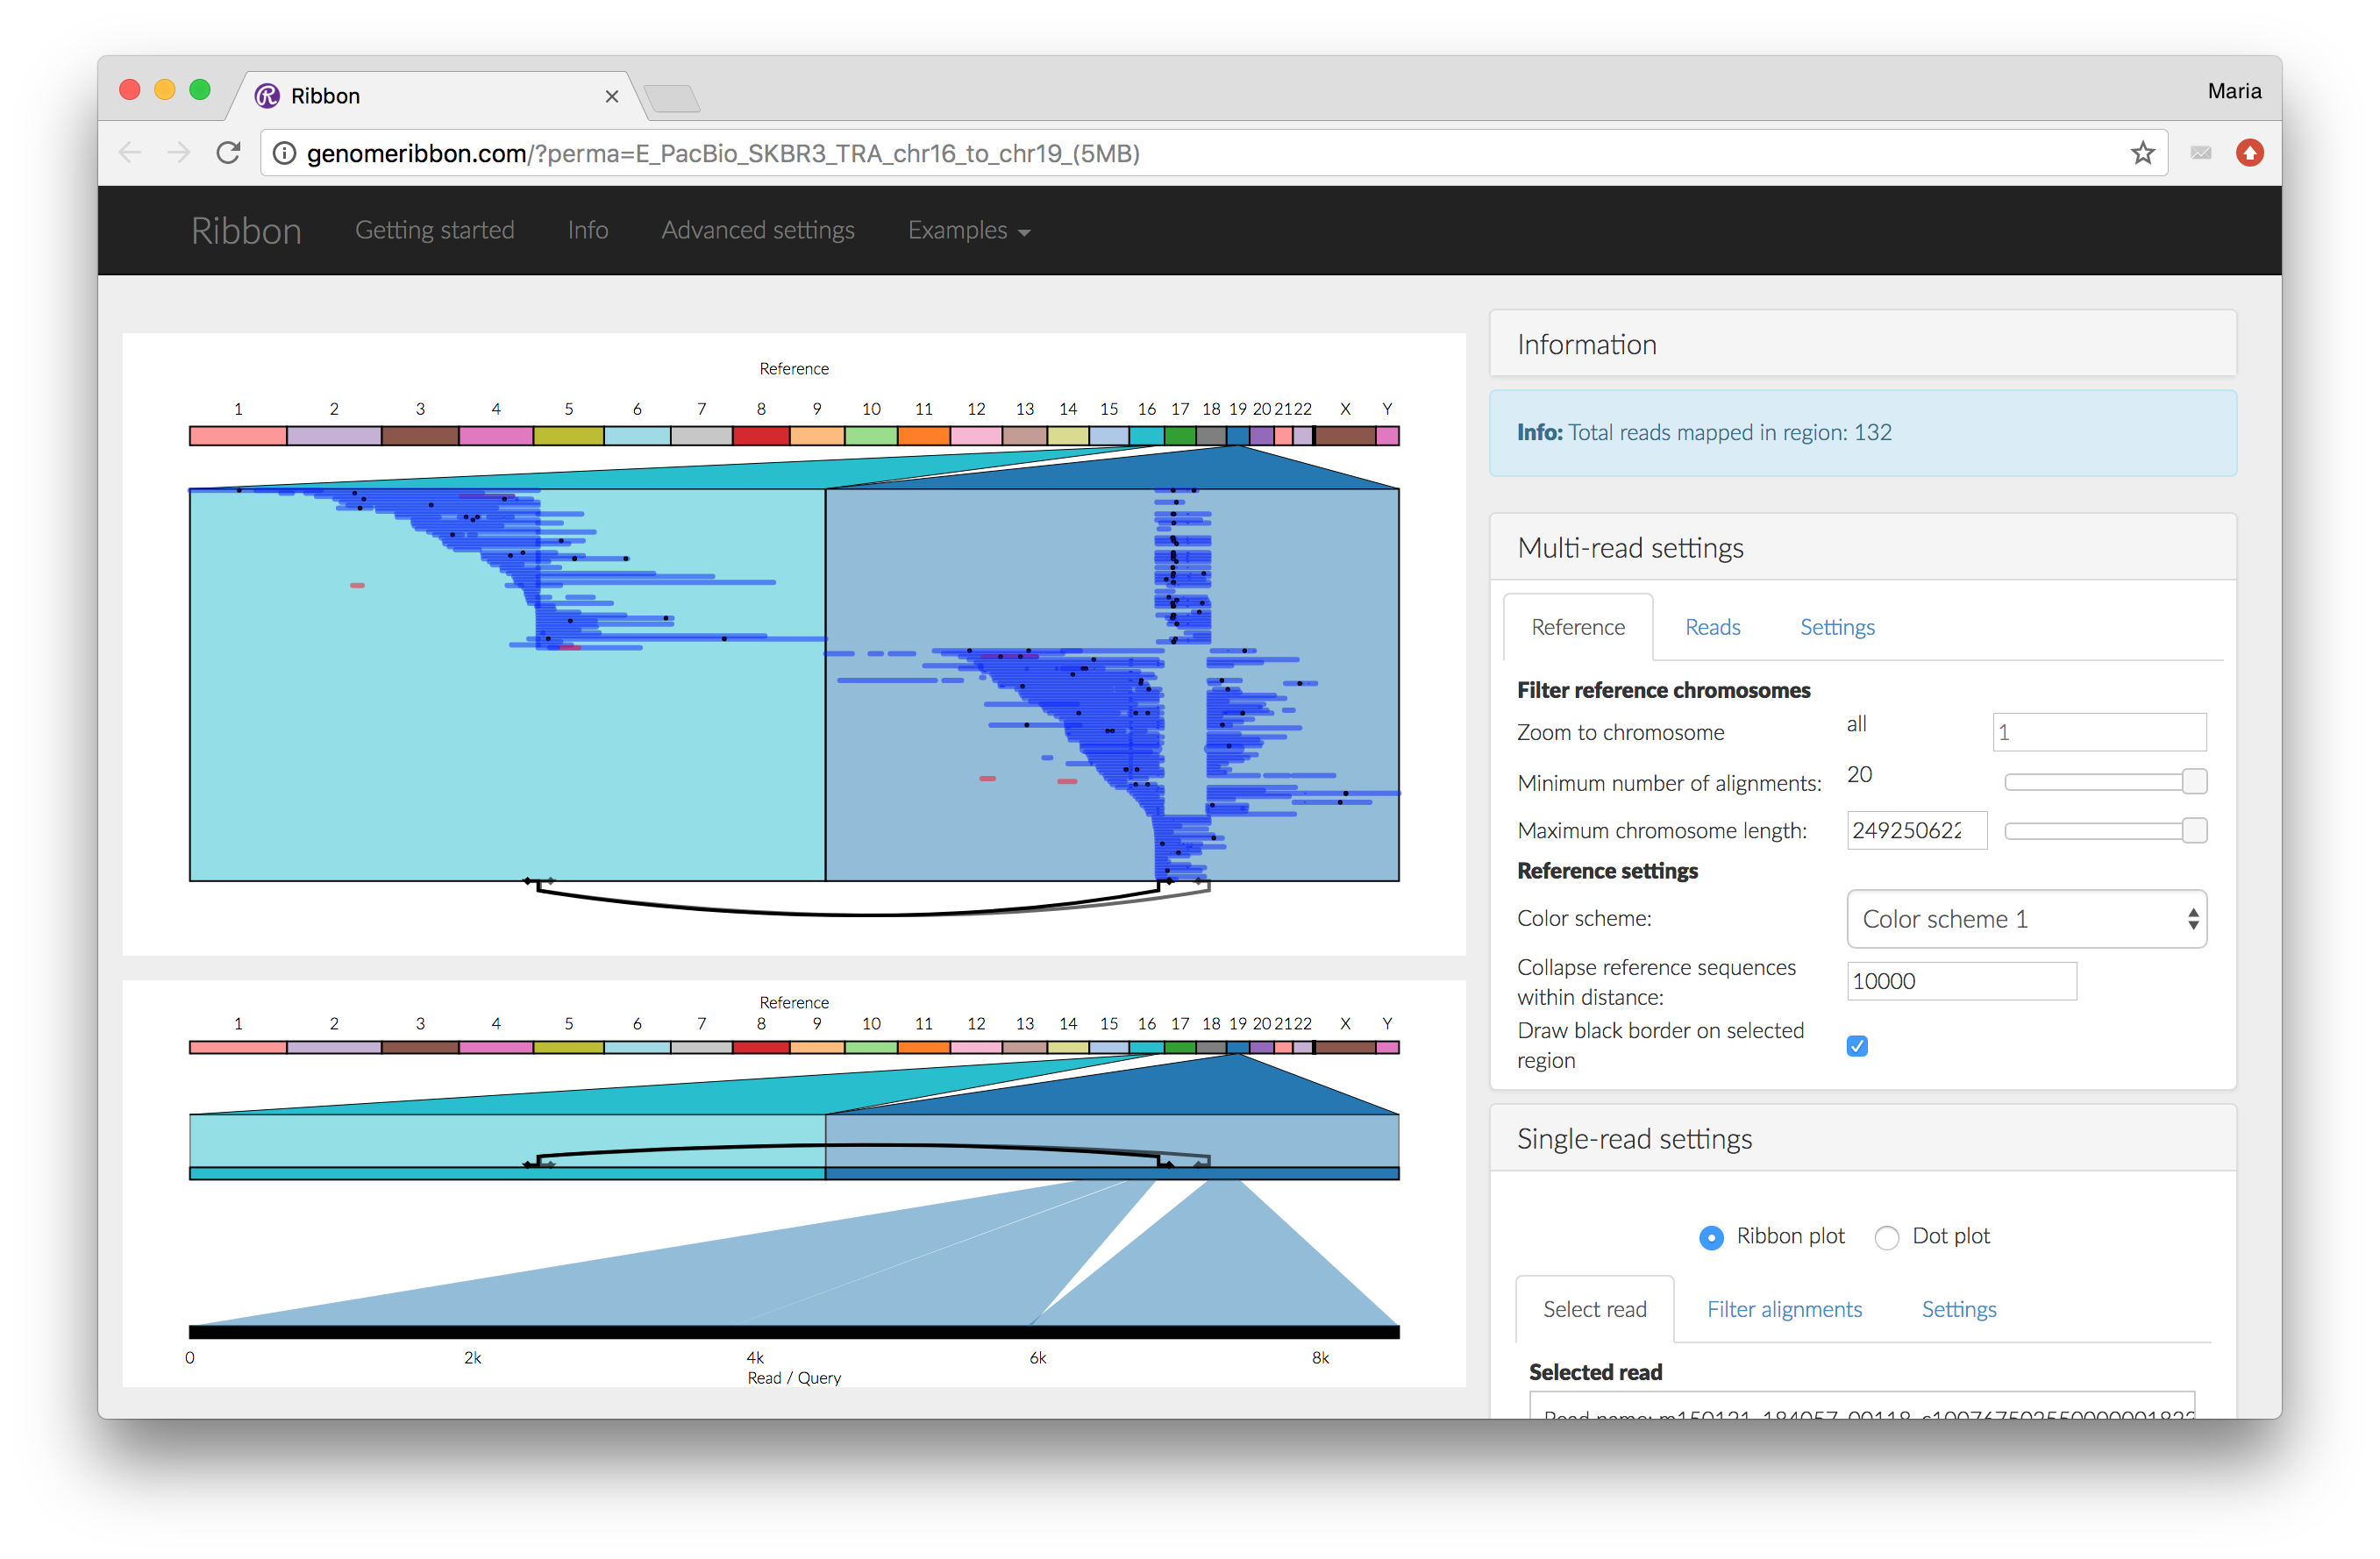 Ribbon
Maria
genomeribbon.com/?perma=E_PacBio_SKBR3_TRA_chr16_to_chr19_(5MB)
Ribbon Getting started Info Advanced settings Examples
Reference
1 2 3 4 5 6 7 8 9 10 11 12 13 14 15 16 17 18 19 20 21 22 X Y
Reference
1 2 3 4 5 6 7 8 9 10 11 12 13 14 15 16 17 18 19 20 21 22 X Y
0 2k 4k 6k 8k
Read / Query
Information
Info: Total reads mapped in region: 132
Multi-read settings
Reference Reads Settings
Filter reference chromosomes
Zoom to chromosome all 1
Minimum number of alignments: 20
Maximum chromosome length: 249250622
Reference settings
Color scheme: Color scheme 1
Collapse reference sequences
within distance: 10000
Draw black border on selected
region
Single-read settings
Ribbon plot Dot plot
Select read Filter alignments Settings
Selected read